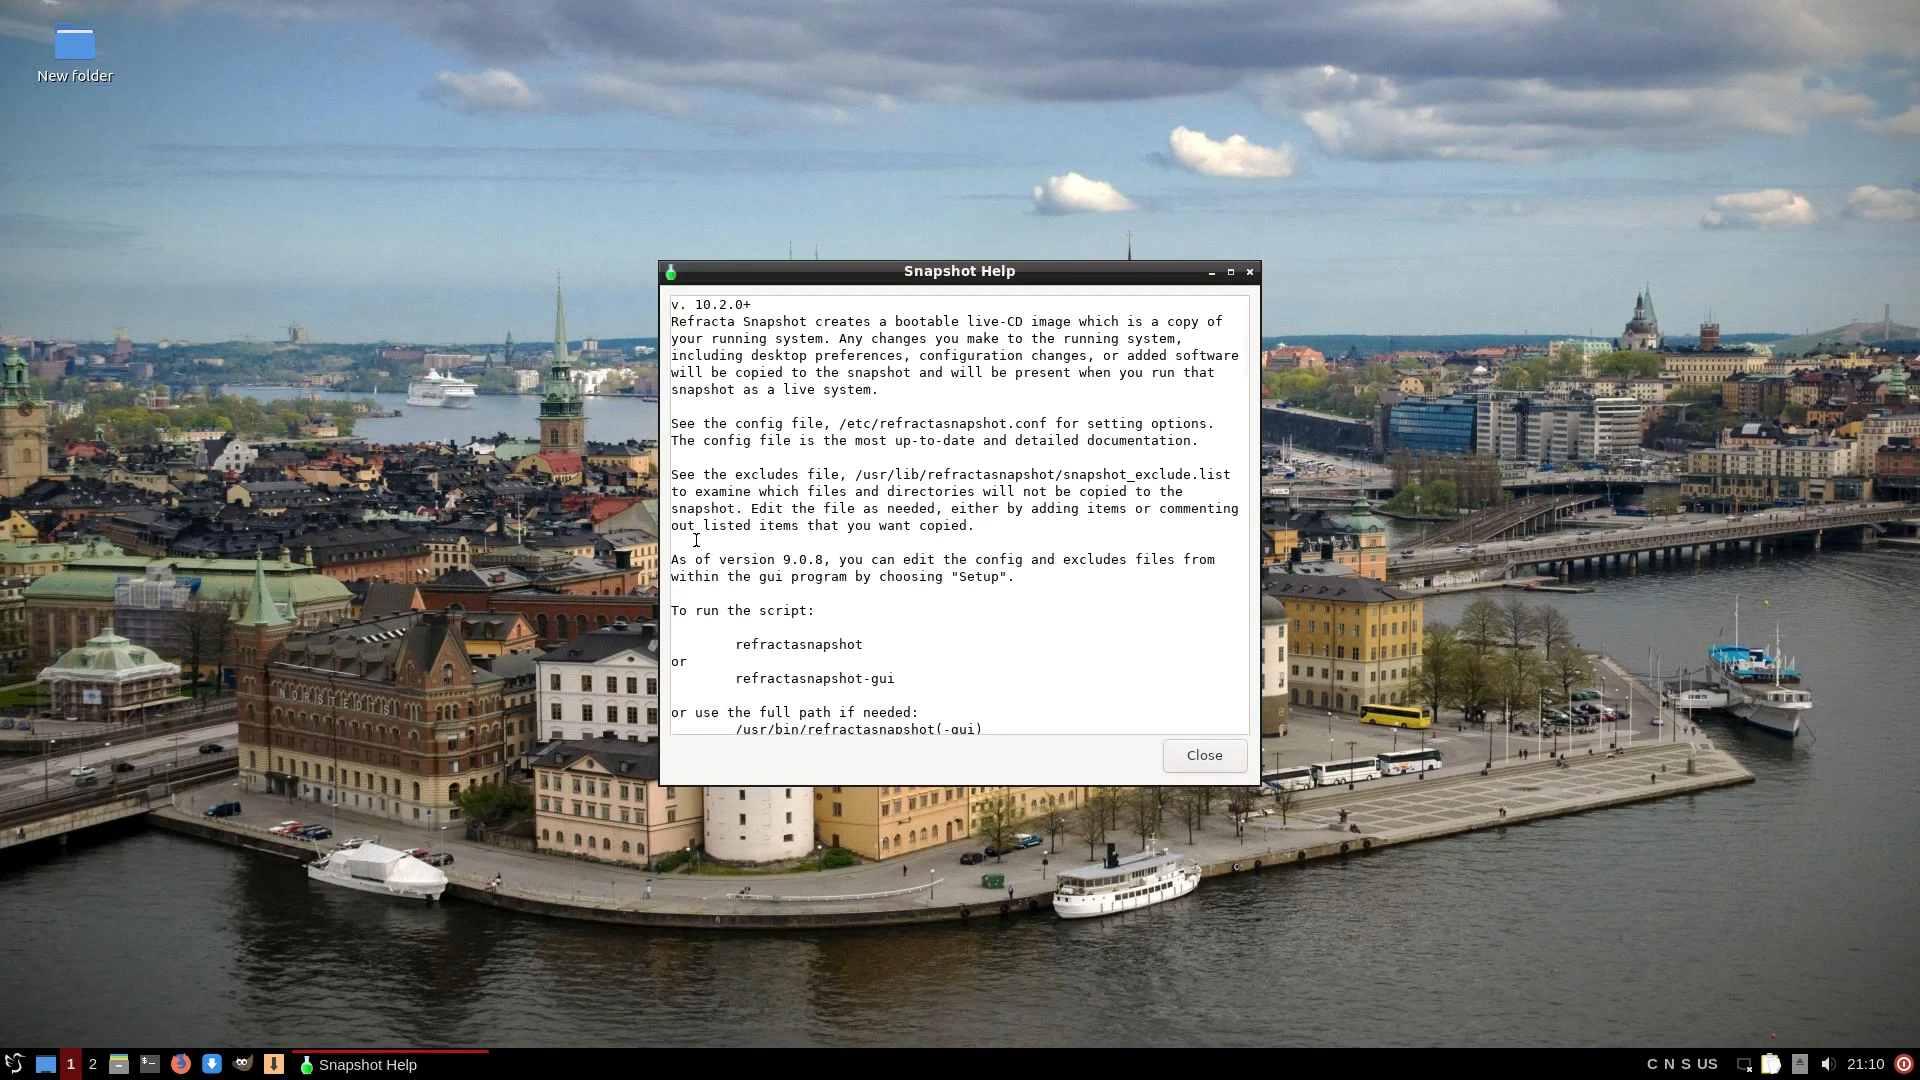 New folder
Snapshot Help
v. 10.2.0+
Refracta Snapshot creates a bootable live-CD image which is a copy of
your running system. Any changes you make to the running system,
including desktop preferences, configuration changes, or added software
will be copied to the snapshot and will be present when you run that
snapshot as a live system.
See the config file, /etc/refractasnapshot.conf for setting options.
The config file is the most up-to-date and detailed documentation.
See the excludes file, /usr/lib/refractasnapshot/snapshot_exclude.list
to examine which files and directories will not be copied to the
snapshot. Edit the file as needed, either by adding items or commenting
out listed items that you want copied.
As of version 9.0.8, you can edit the config and excludes files from
within the gui program by choosing "Setup".
To run the script:
refractasnapshot
or
refractasnapshot-gui
or use the full path if needed:
/usr/bin/refractasnapshot(-gui)
Close
NORSTEDTS
1 2 Snapshot Help C N S US 21:10